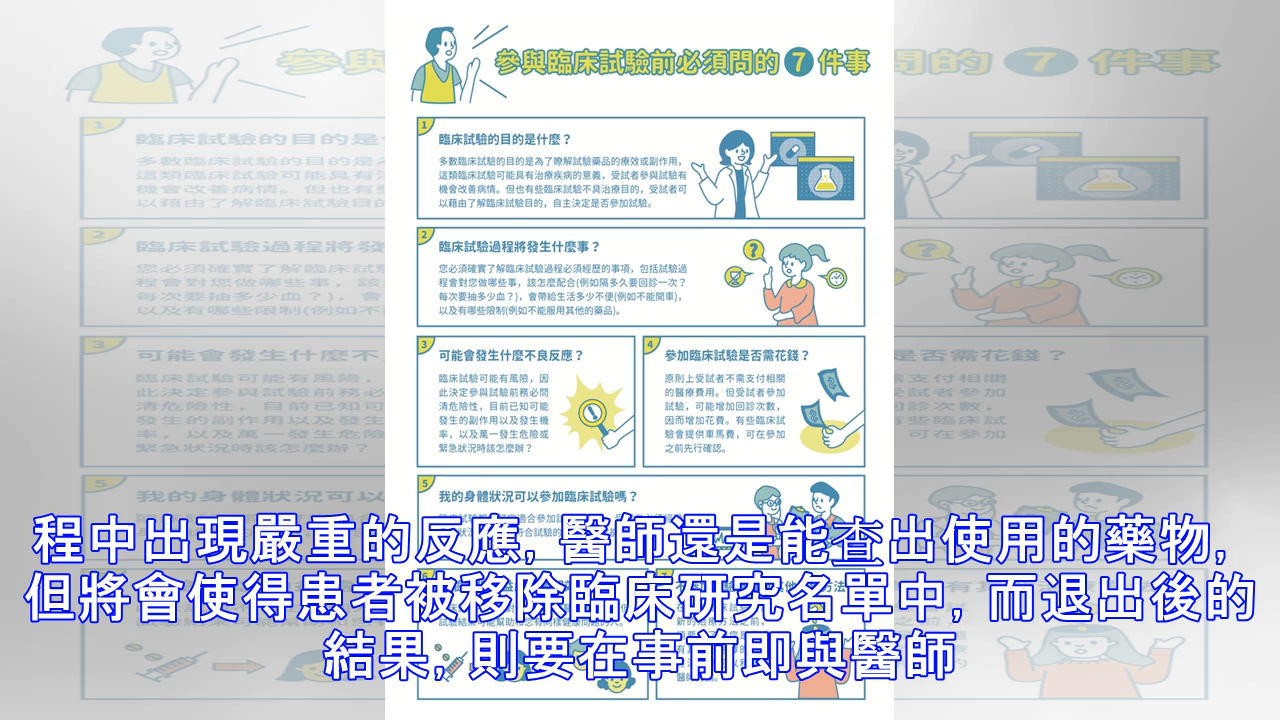 參與臨床試驗前必須問的 7 件事
1
臨床試驗的目的是什麼？
多數臨床試驗的目的是為了瞭解試驗藥品的療效或副作用，
這類臨床試驗可能具有治療疾病的意義，受試者參與試驗有
機會改善病情。但也有些臨床試驗不具治療目的，受試者可
以藉由了解臨床試驗目的，自主決定是否參加試驗。
2
臨床試驗過程將發生什麼事？
您必須確實了解臨床試驗過程必須經歷的事項，包括試驗過
程會對您做哪些事，該怎麼配合(例如隔多久要回診一次？
每次要抽多少血？)，會帶給生活多少不便(例如不能開車)，
以及有哪些限制(例如不能服用其他的藥品)。
3
可能會發生什麼不良反應？
臨床試驗可能有風險，因
此決定參與試驗前務必問
清危險性，目前已知可能
發生的副作用以及發生機
率，以及萬一發生危險或
緊急狀況時該怎麼辦？
4
參加臨床試驗是否需花錢？
原則上受試者不需支付相關
的醫療費用。但受試者參加
試驗，可能增加回診次數，
因而增加花費。有些臨床試
驗會提供車馬費，可在參加
之前先行確認。
5
我的身體狀況可以參加臨床試驗嗎？
程中出現嚴重的反應, 醫師還是能查出使用的藥物,
但將會使得患者被移除臨床研究名單中, 而退出後的
結果, 則要在事前即與醫師